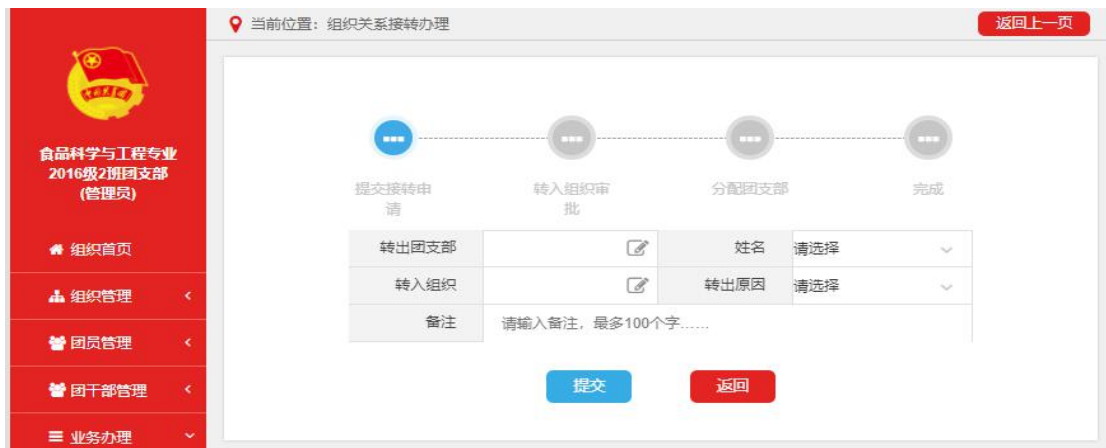 当前位置：组织关系接转办理
返回上一页
食品科学与工程专业
2016级2班团支部
(管理员)
组织首页
组织管理
团员管理
团干部管理
业务办理
提交接转申
请
转入组织审
批
分配团支部
完成
转出团支部
姓名 请选择
转入组织
转出原因 请选择
备注 请输入备注，最多100个字……
提交
返回